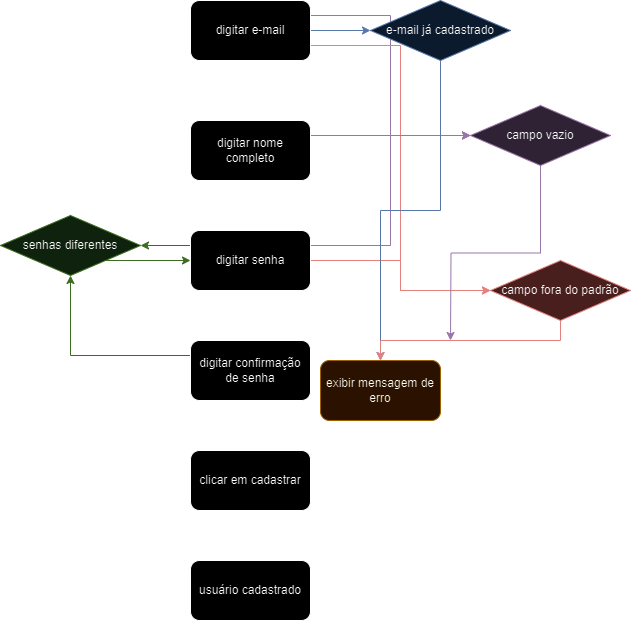 digitar e-mail
e-mail já cadastrado
digitar nome
completo
campo vazio
senhas diferentes
digitar senha
campo fora do padrão
digitar confirmação
de senha
exibir mensagem de
erro
clicar em cadastrar
usuário cadastrado